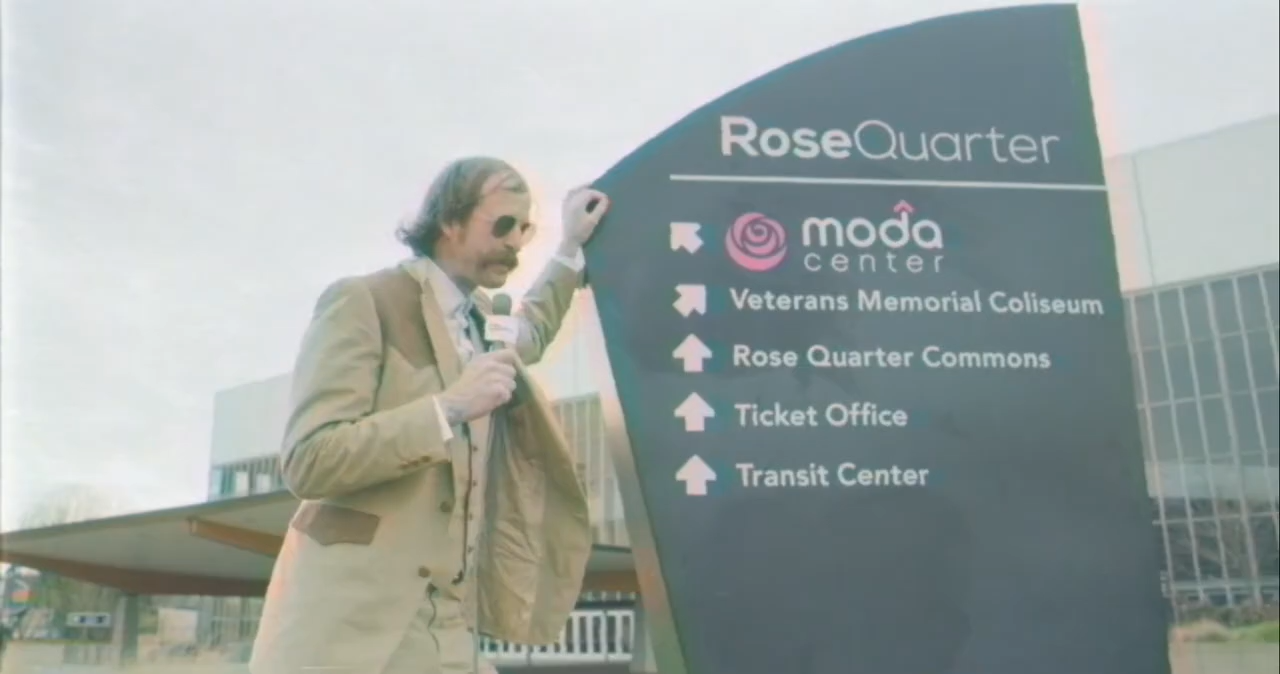 RoseQuarter
moda
center
Veterans Memorial Coliseum
Rose Quarter Commons
Ticket Office
Transit Center